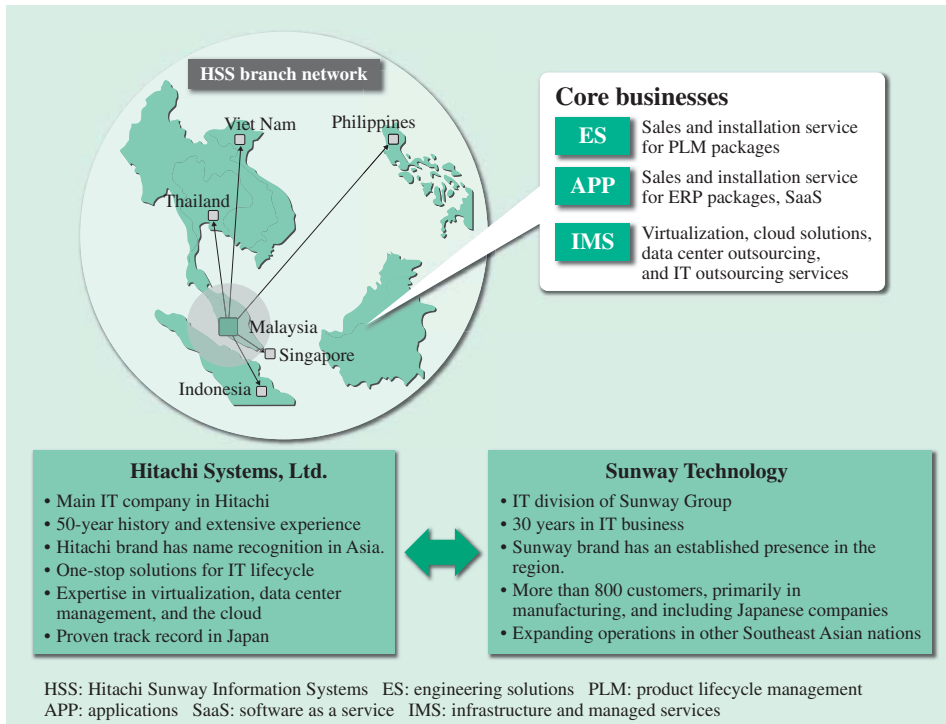 HSS branch network
Viet Nam
Philippines
Thailand
Malaysia
Singapore
Indonesia
Core businesses
ES
Sales and installation service
for PLM packages
APP
Sales and installation service
for ERP packages, SaaS
IMS
Virtualization, cloud solutions,
data center outsourcing,
and IT outsourcing services
Hitachi Systems, Ltd.
• Main IT company in Hitachi
• 50-year history and extensive experience
• Hitachi brand has name recognition in Asia.
• One-stop solutions for IT lifecycle
• Expertise in virtualization, data center
management, and the cloud
• Proven track record in Japan
Sunway Technology
• IT division of Sunway Group
• 30 years in IT business
• Sunway brand has an established presence in the
region.
• More than 800 customers, primarily in
manufacturing, and including Japanese companies
• Expanding operations in other Southeast Asian nations
HSS: Hitachi Sunway Information Systems ES: engineering solutions PLM: product lifecycle management
APP: applications SaaS: software as a service IMS: infrastructure and managed services